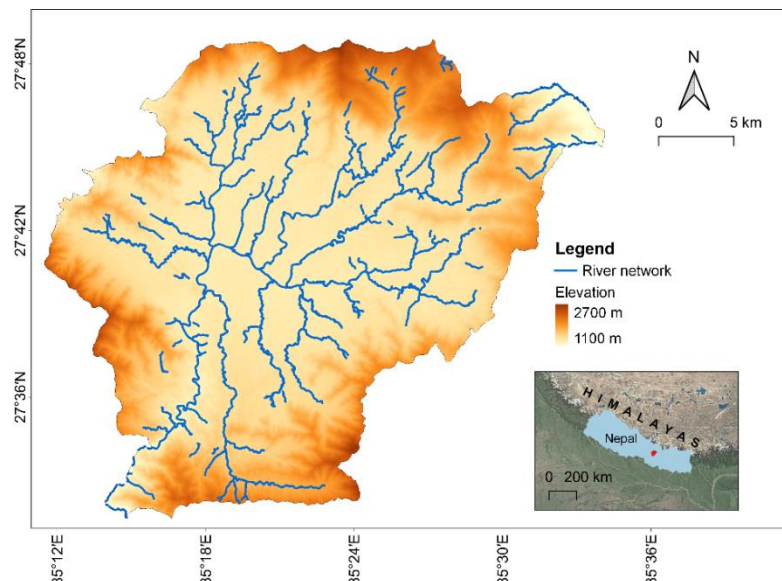 27°48'N
27°42'N
27°36'N
N
0 5 km
Legend
River network
Elevation
2700 m
1100 m
HIMALAYAS
Nepal
0 200 km
85°12'E
85°18'E
85°24'E
85°30'E
85°36'E